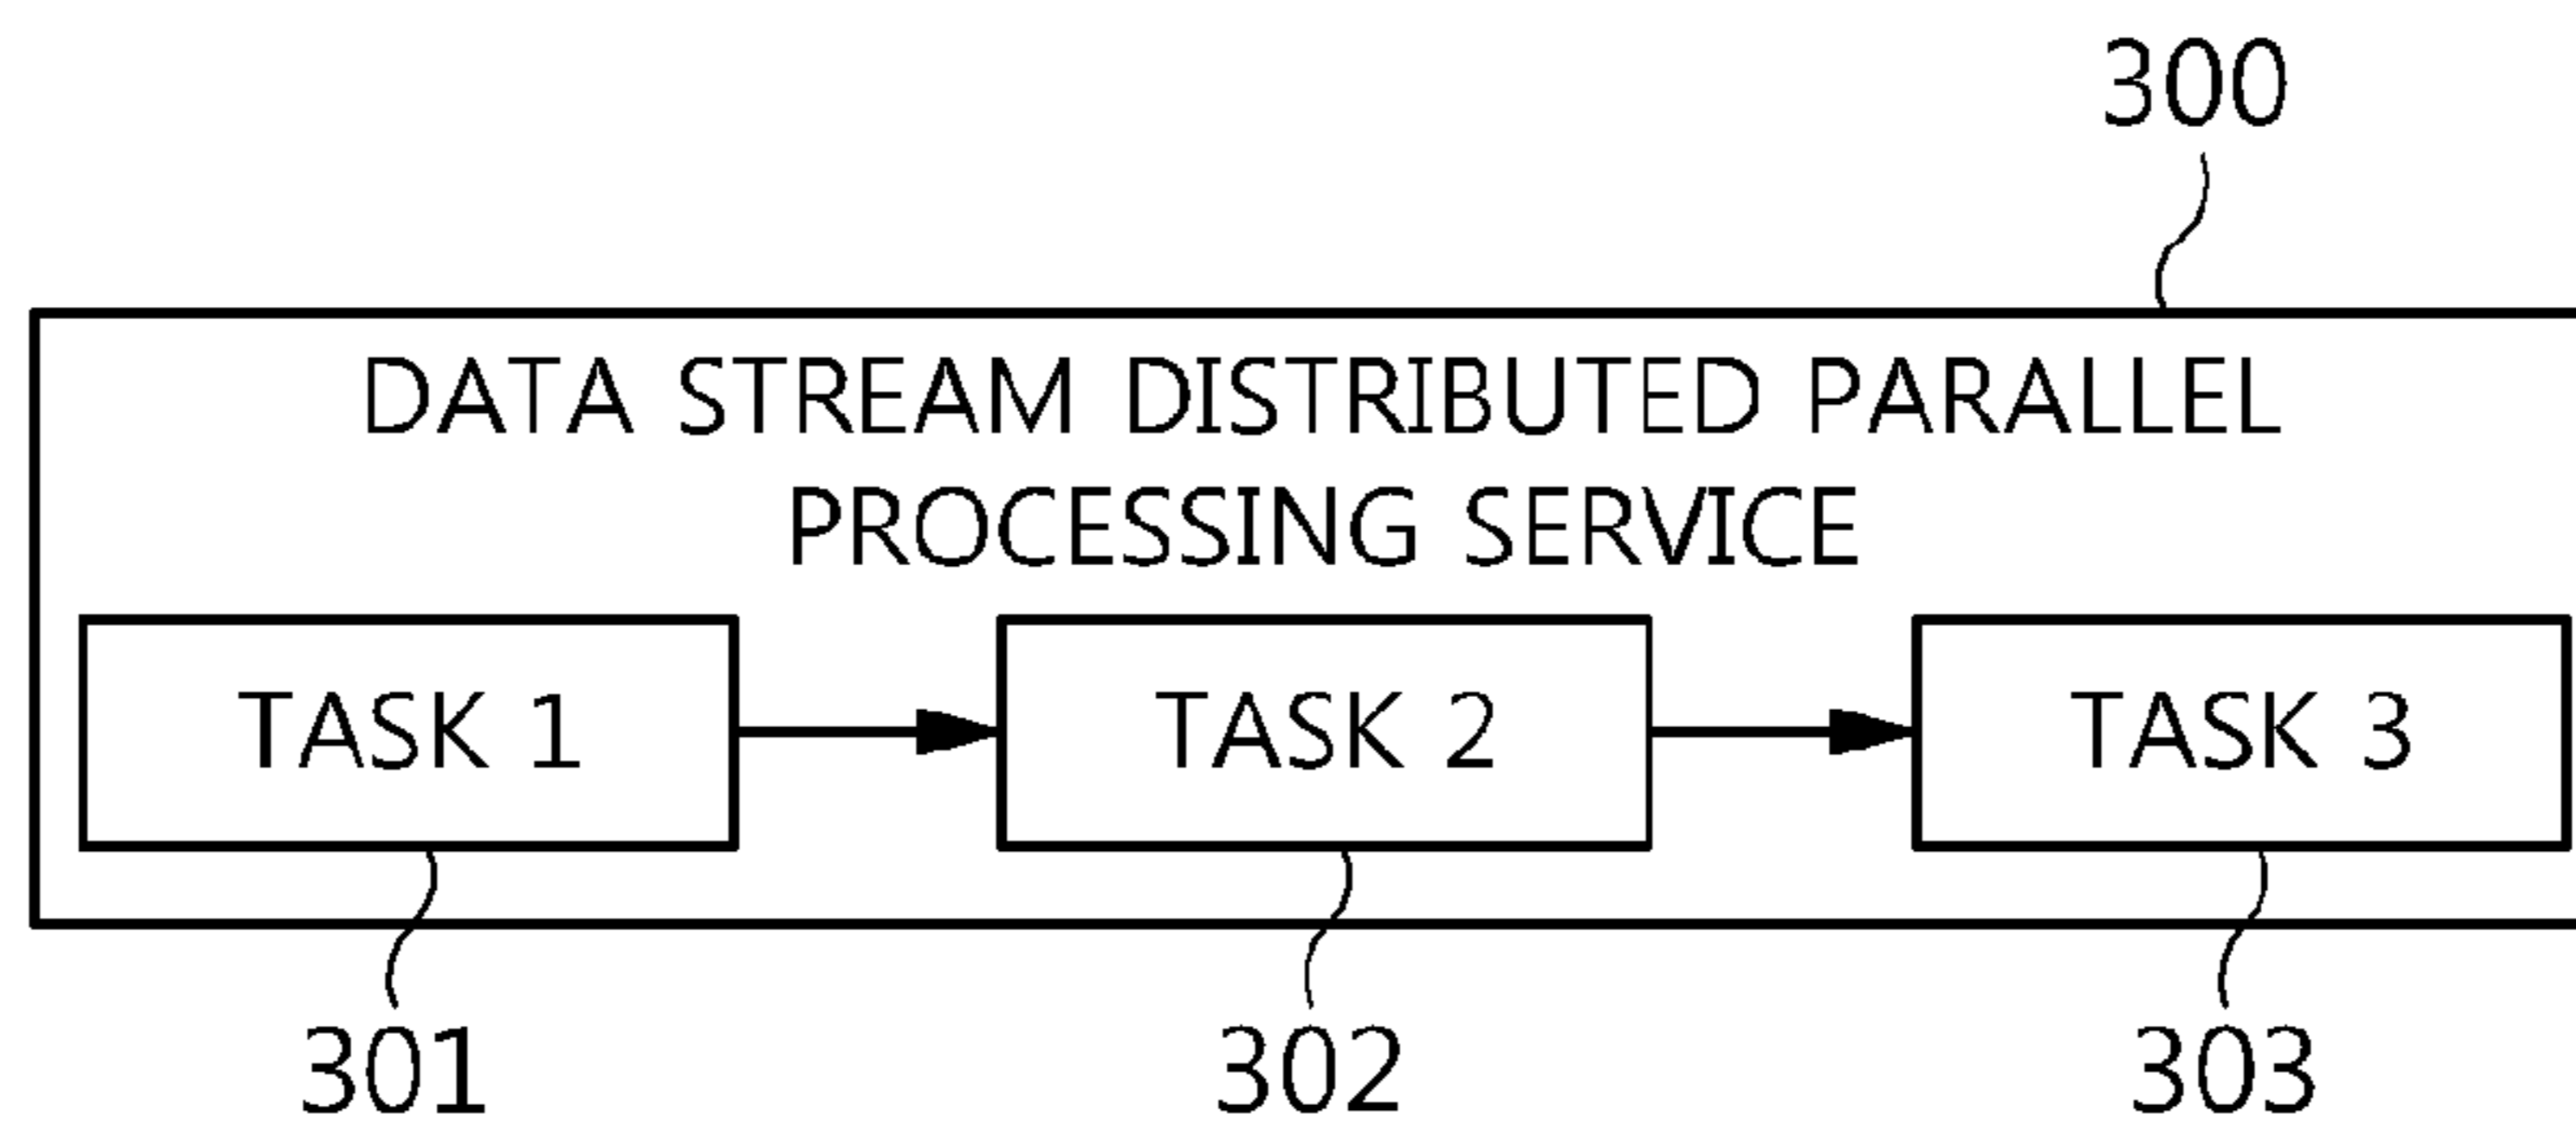 300
DATA STREAM DISTRIBUTED PARALLEL
PROCESSING SERVICE
TASK 1
TASK 2
TASK 3
301
302
303